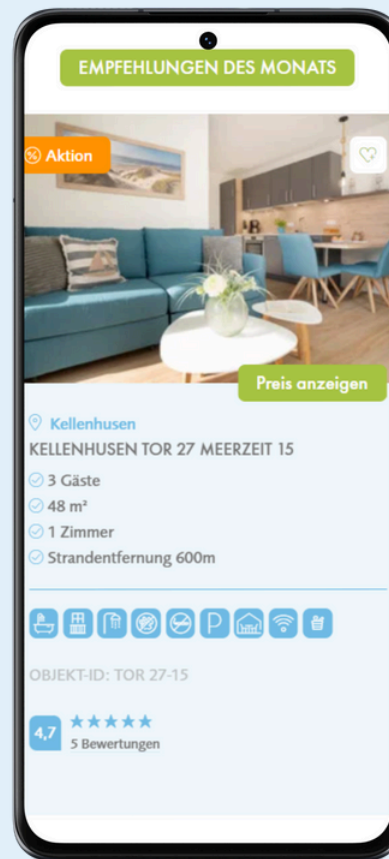 EMPFEHLUNGEN DES MONATS
% Aktion
Preis anzeigen
Kellenhusen
KELLENHUSEN TOR 27 MEERZEIT 15
3 Gäste
48 m²
1 Zimmer
Strandentfernung 600m
P
OBJEKT-ID: TOR 27-15
4,7
5 Bewertungen